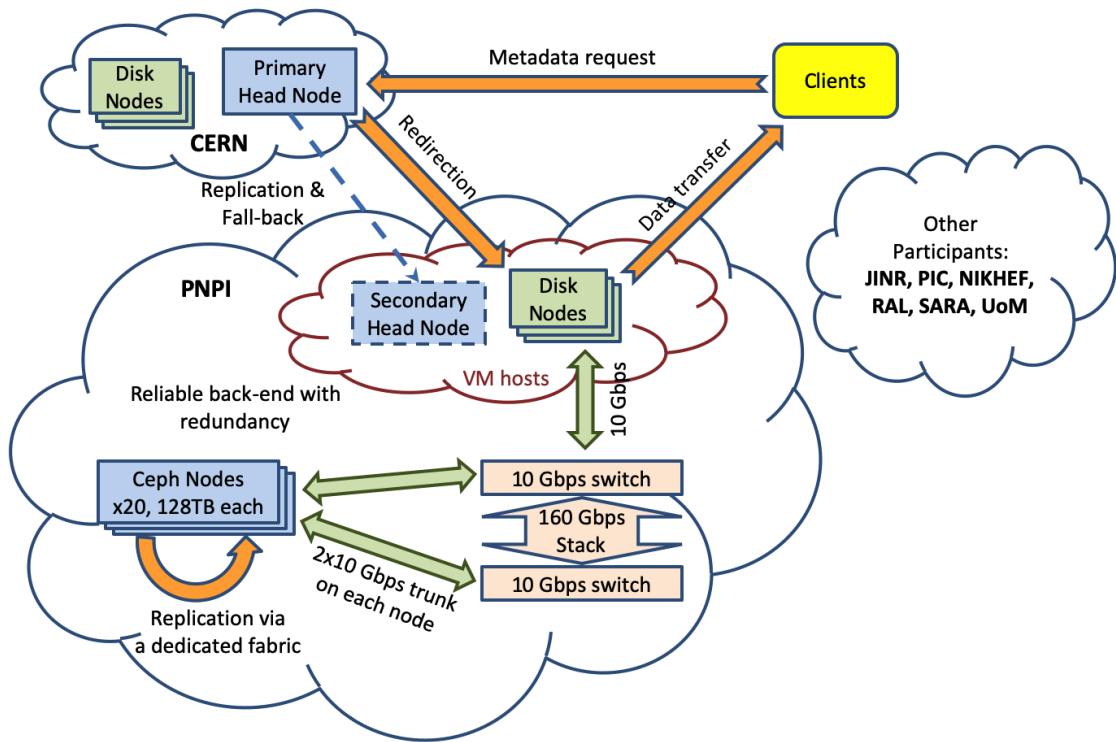 Disk
Nodes
Primary
Head Node
CERN
Metadata request
Clients
Redirection
Data transfer
Replication &
Fall-back
Other
Participants:
JINR, PIC, NIKHEF,
RAL, SARA, UoM
PNPI
Secondary
Head Node
Disk
Nodes
VM hosts
10 Gbps
Reliable back-end with
redundancy
Ceph Nodes
x20, 128TB each
10 Gbps switch
160 Gbps
Stack
10 Gbps switch
2x10 Gbps trunk
on each node
Replication via
a dedicated fabric